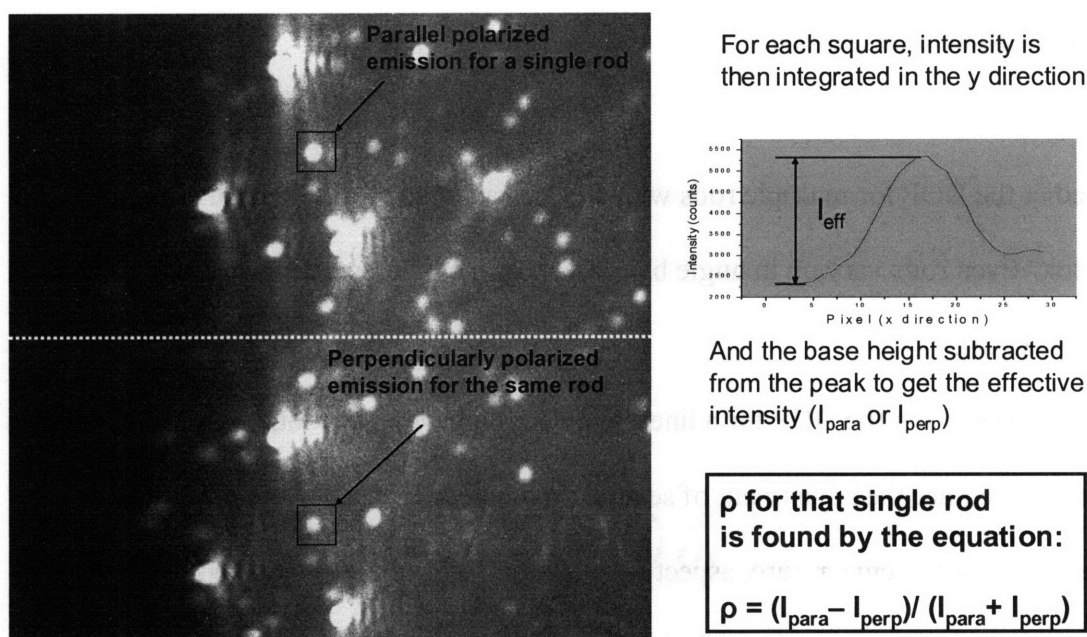 Parallel polarized
emission for a single rod
Perpendicularly polarized
emission for the same rod
For each square, intensity is
then integrated in the y direction
5500
5000
4500
4000
3500
3000
2500
2000
Intensity (counts)
I_eff
0 5 10 15 20 25 30
Pixel (x direction)
And the base height subtracted
from the peak to get the effective
intensity (I_para or I_perp)
ρ for that single rod
is found by the equation:
ρ = (I_para – I_perp)/ (I_para + I_perp)